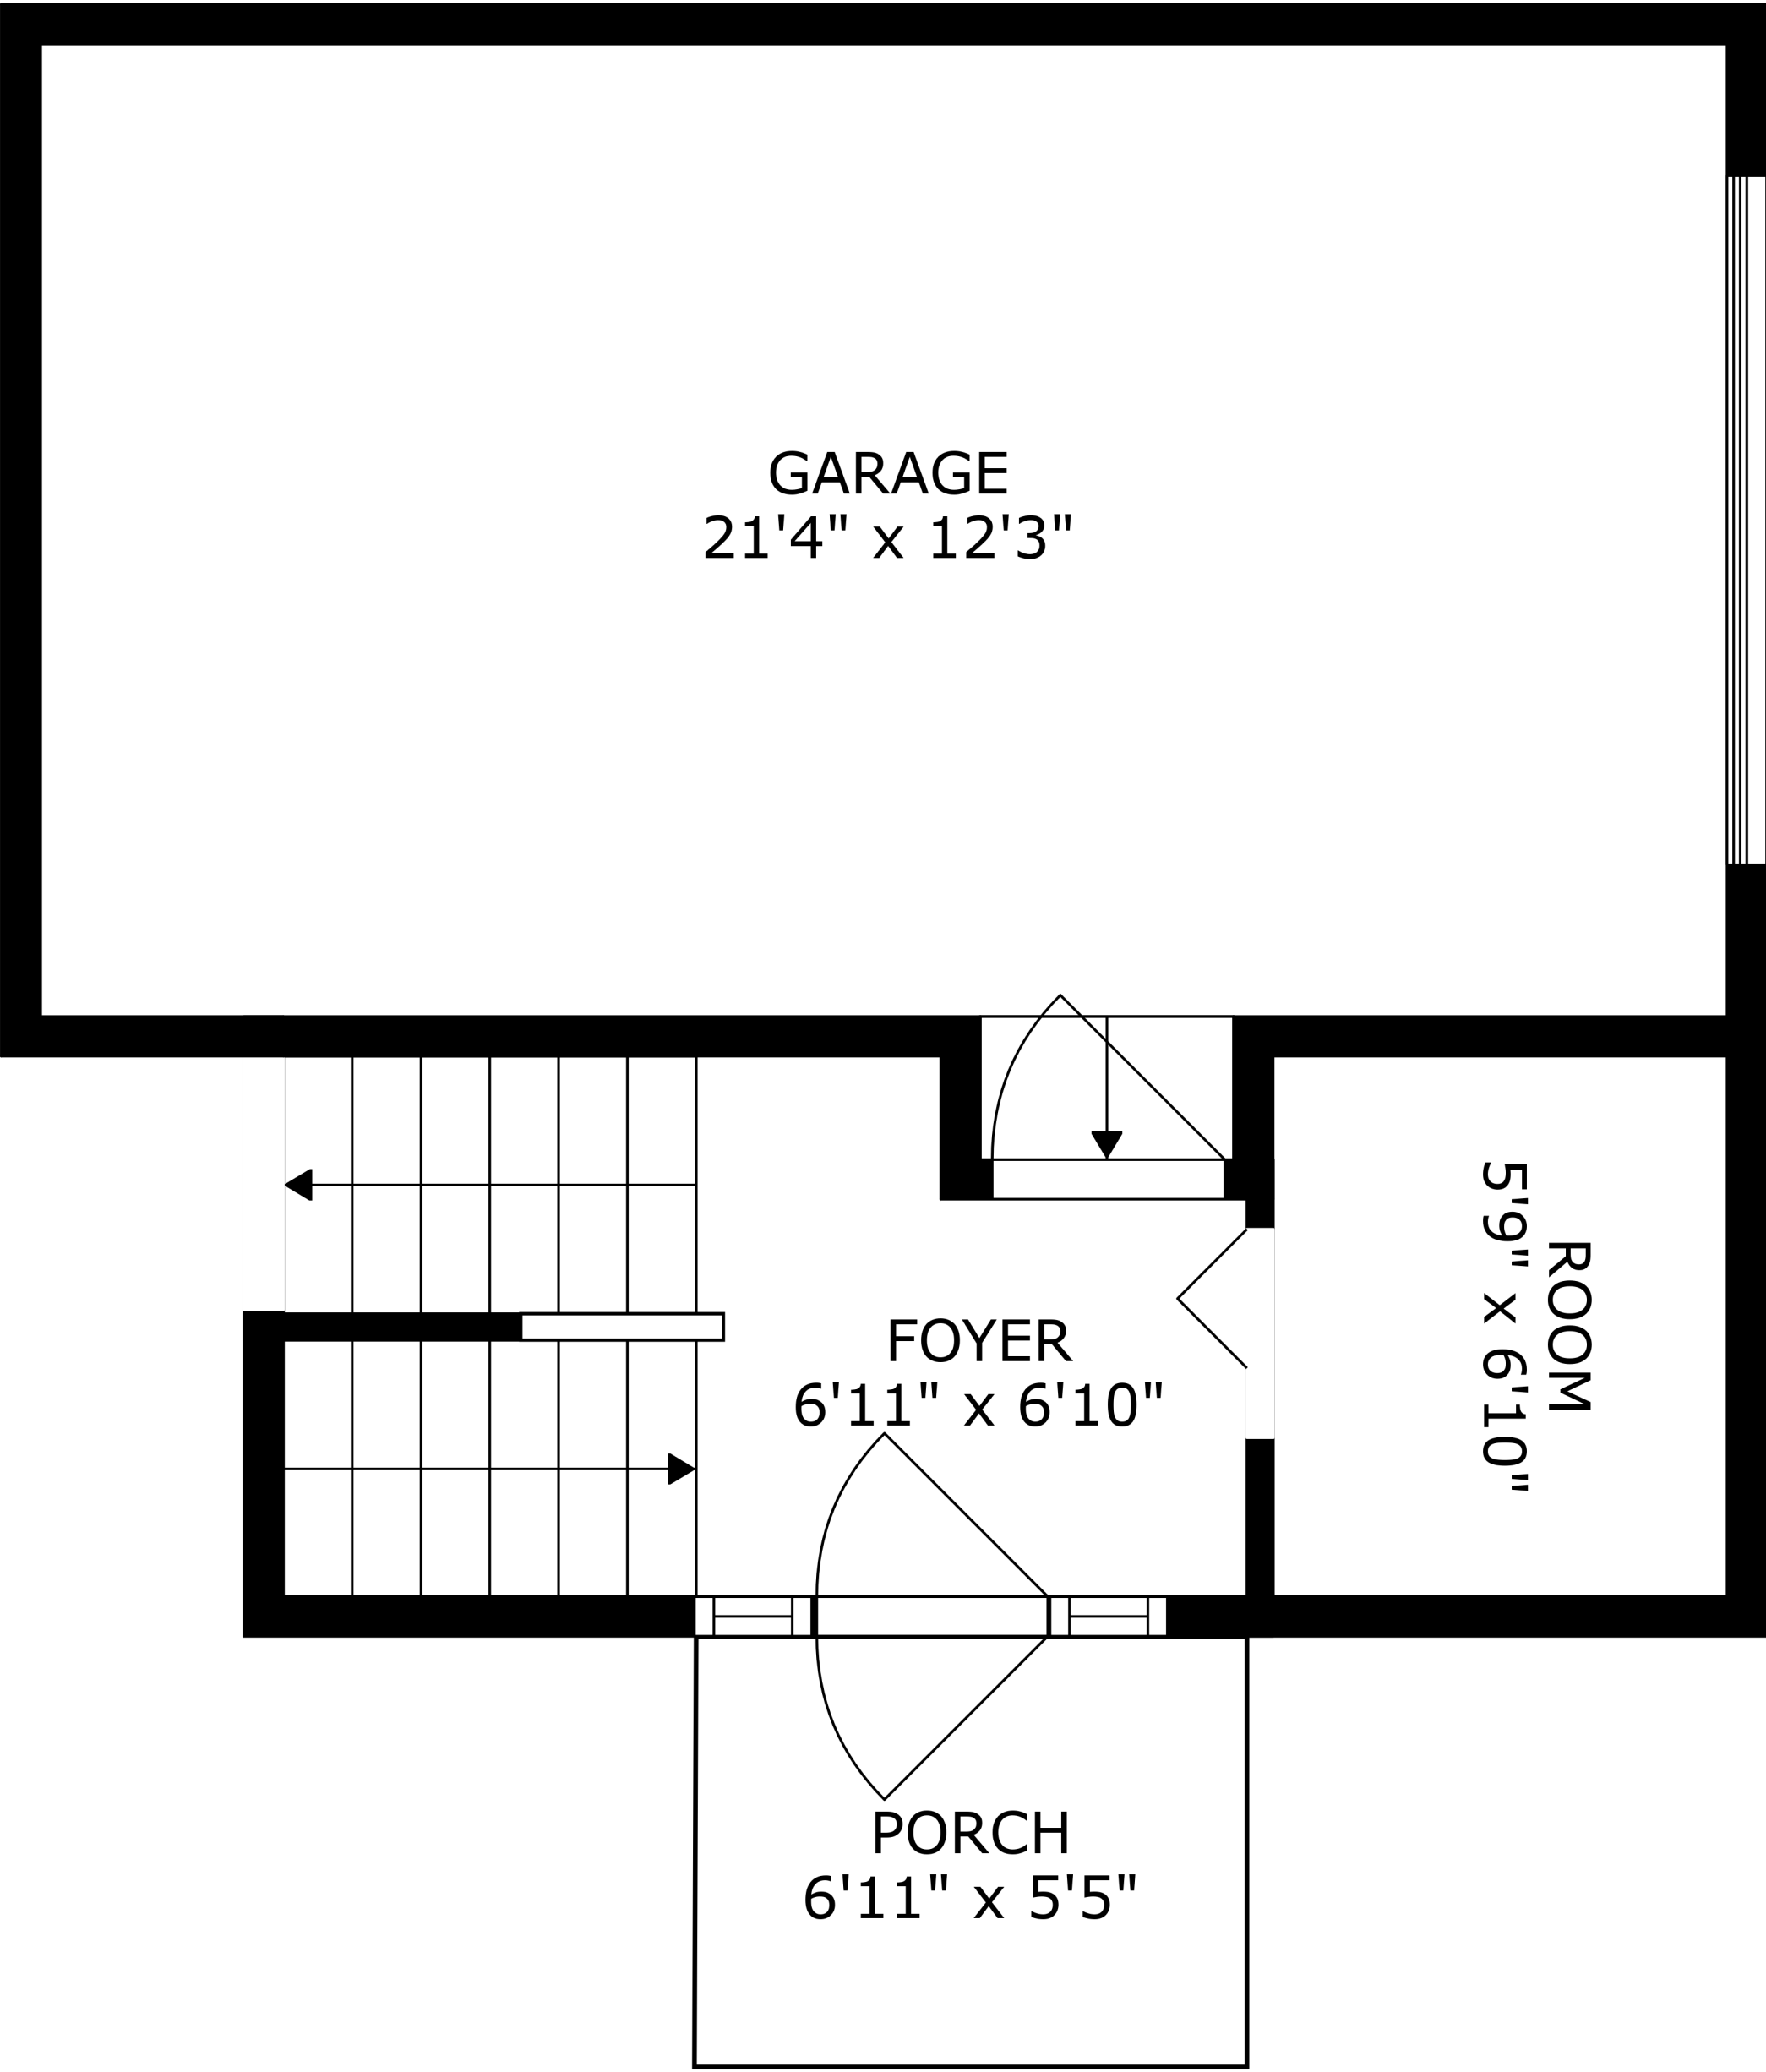 GARAGE
21'4" x 12'3"
ROOM
5'9" x 6'10"
FOYER
6'11" x 6'10"
PORCH
6'11" x 5'5"